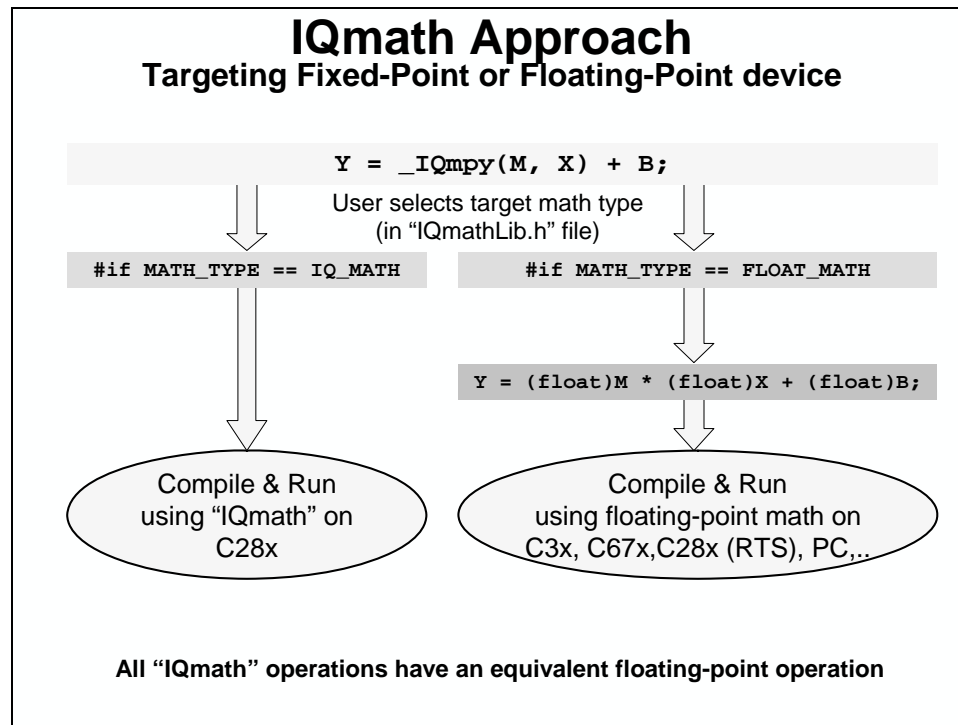 IQmath Approach
Targeting Fixed-Point or Floating-Point device
Y = _IQmpy(M, X) + B;
User selects target math type
(in “IQmathLib.h” file)
#if MATH_TYPE == IQ_MATH
#if MATH_TYPE == FLOAT_MATH
Y = (float)M * (float)X + (float)B;
Compile & Run
using “IQmath” on
C28x
Compile & Run
using floating-point math on
C3x, C67x,C28x (RTS), PC,..
All “IQmath” operations have an equivalent floating-point operation